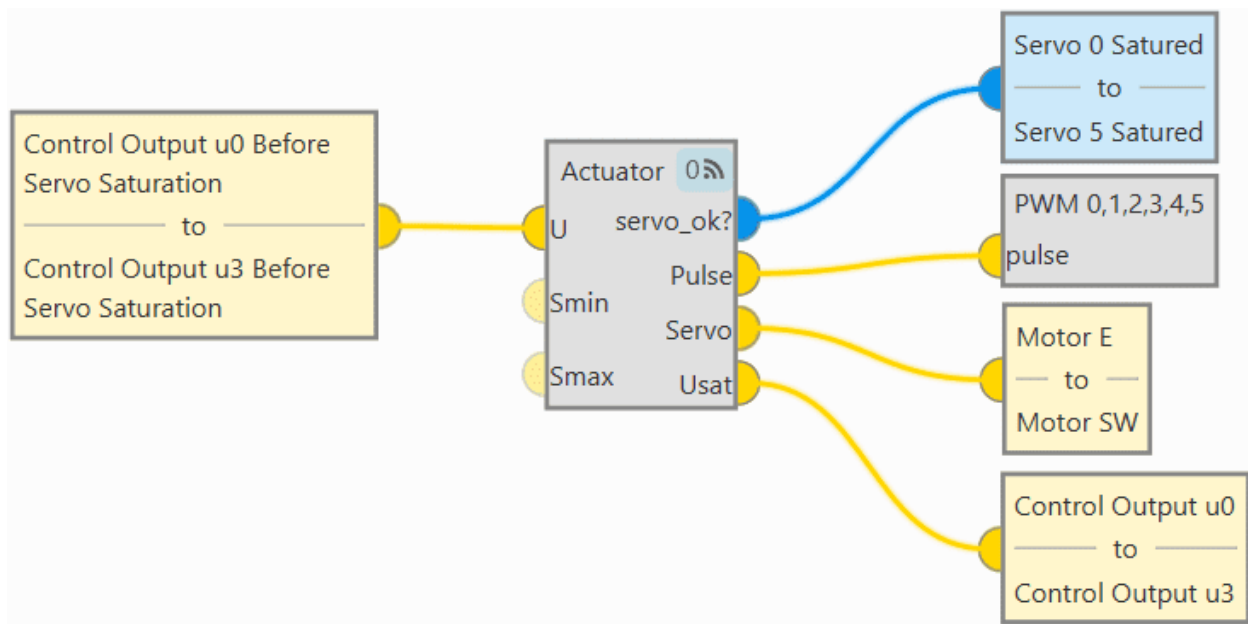 Control Output u0 Before
Servo Saturation
to
Control Output u3 Before
Servo Saturation
Actuator 0
servo_ok?
U
Pulse
Smin
Servo
Smax
Usat
Servo 0 Satured
to
Servo 5 Satured
PWM 0,1,2,3,4,5
pulse
Motor E
to
Motor SW
Control Output u0
to
Control Output u3